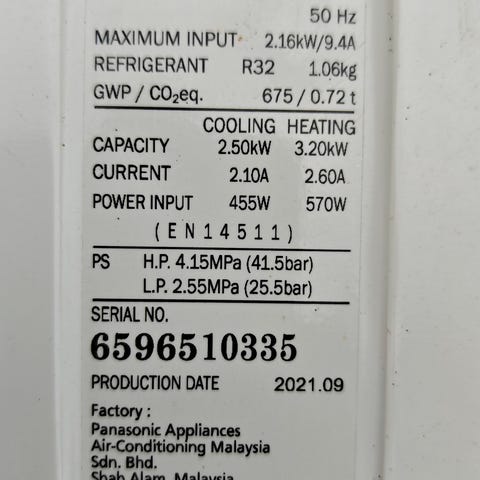 50 Hz
MAXIMUM INPUT 2.16kW/9.4A
REFRIGERANT R32 1.06kg
GWP / CO₂eq. 675 / 0.72 t
COOLING HEATING
CAPACITY 2.50kW 3.20kW
CURRENT 2.10A 2.60A
POWER INPUT 455W 570W
(EN14511)
PS H.P. 4.15MPa (41.5bar)
L.P. 2.55MPa (25.5bar)
SERIAL NO.
6596510335
PRODUCTION DATE 2021.09
Factory :
Panasonic Appliances
Air-Conditioning Malaysia
Sdn. Bhd.
Shah Alam, Malaysia